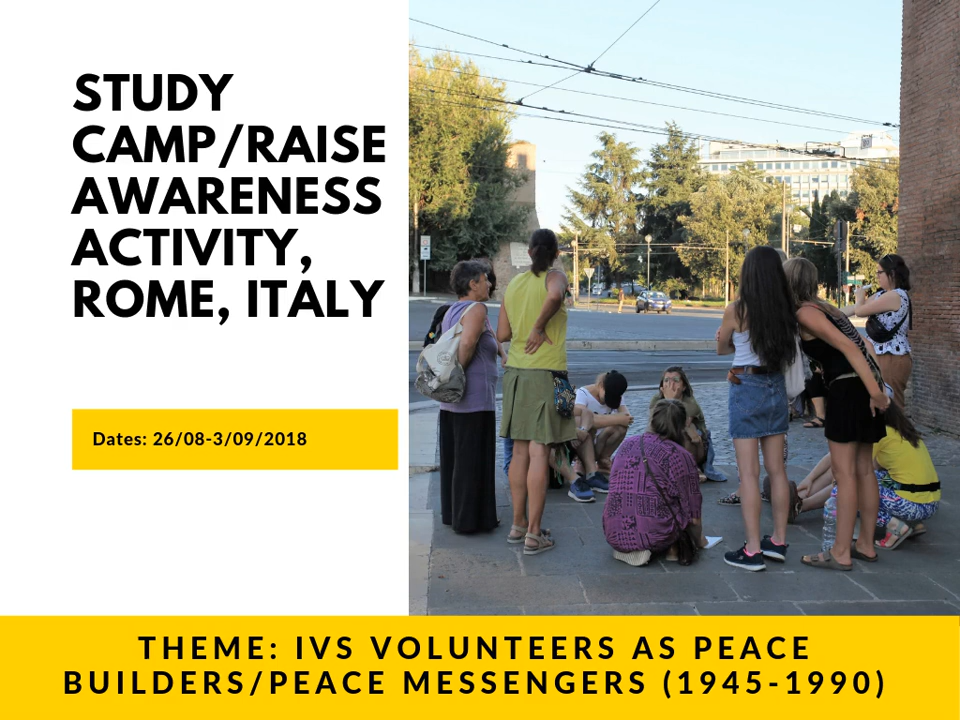 STUDY
CAMP/RAISE
AWARENESS
ACTIVITY,
ROME, ITALY
Dates: 26/08-3/09/2018
THEME: IVS VOLUNTEERS AS PEACE
BUILDERS/PEACE MESSENGERS (1945-1990)